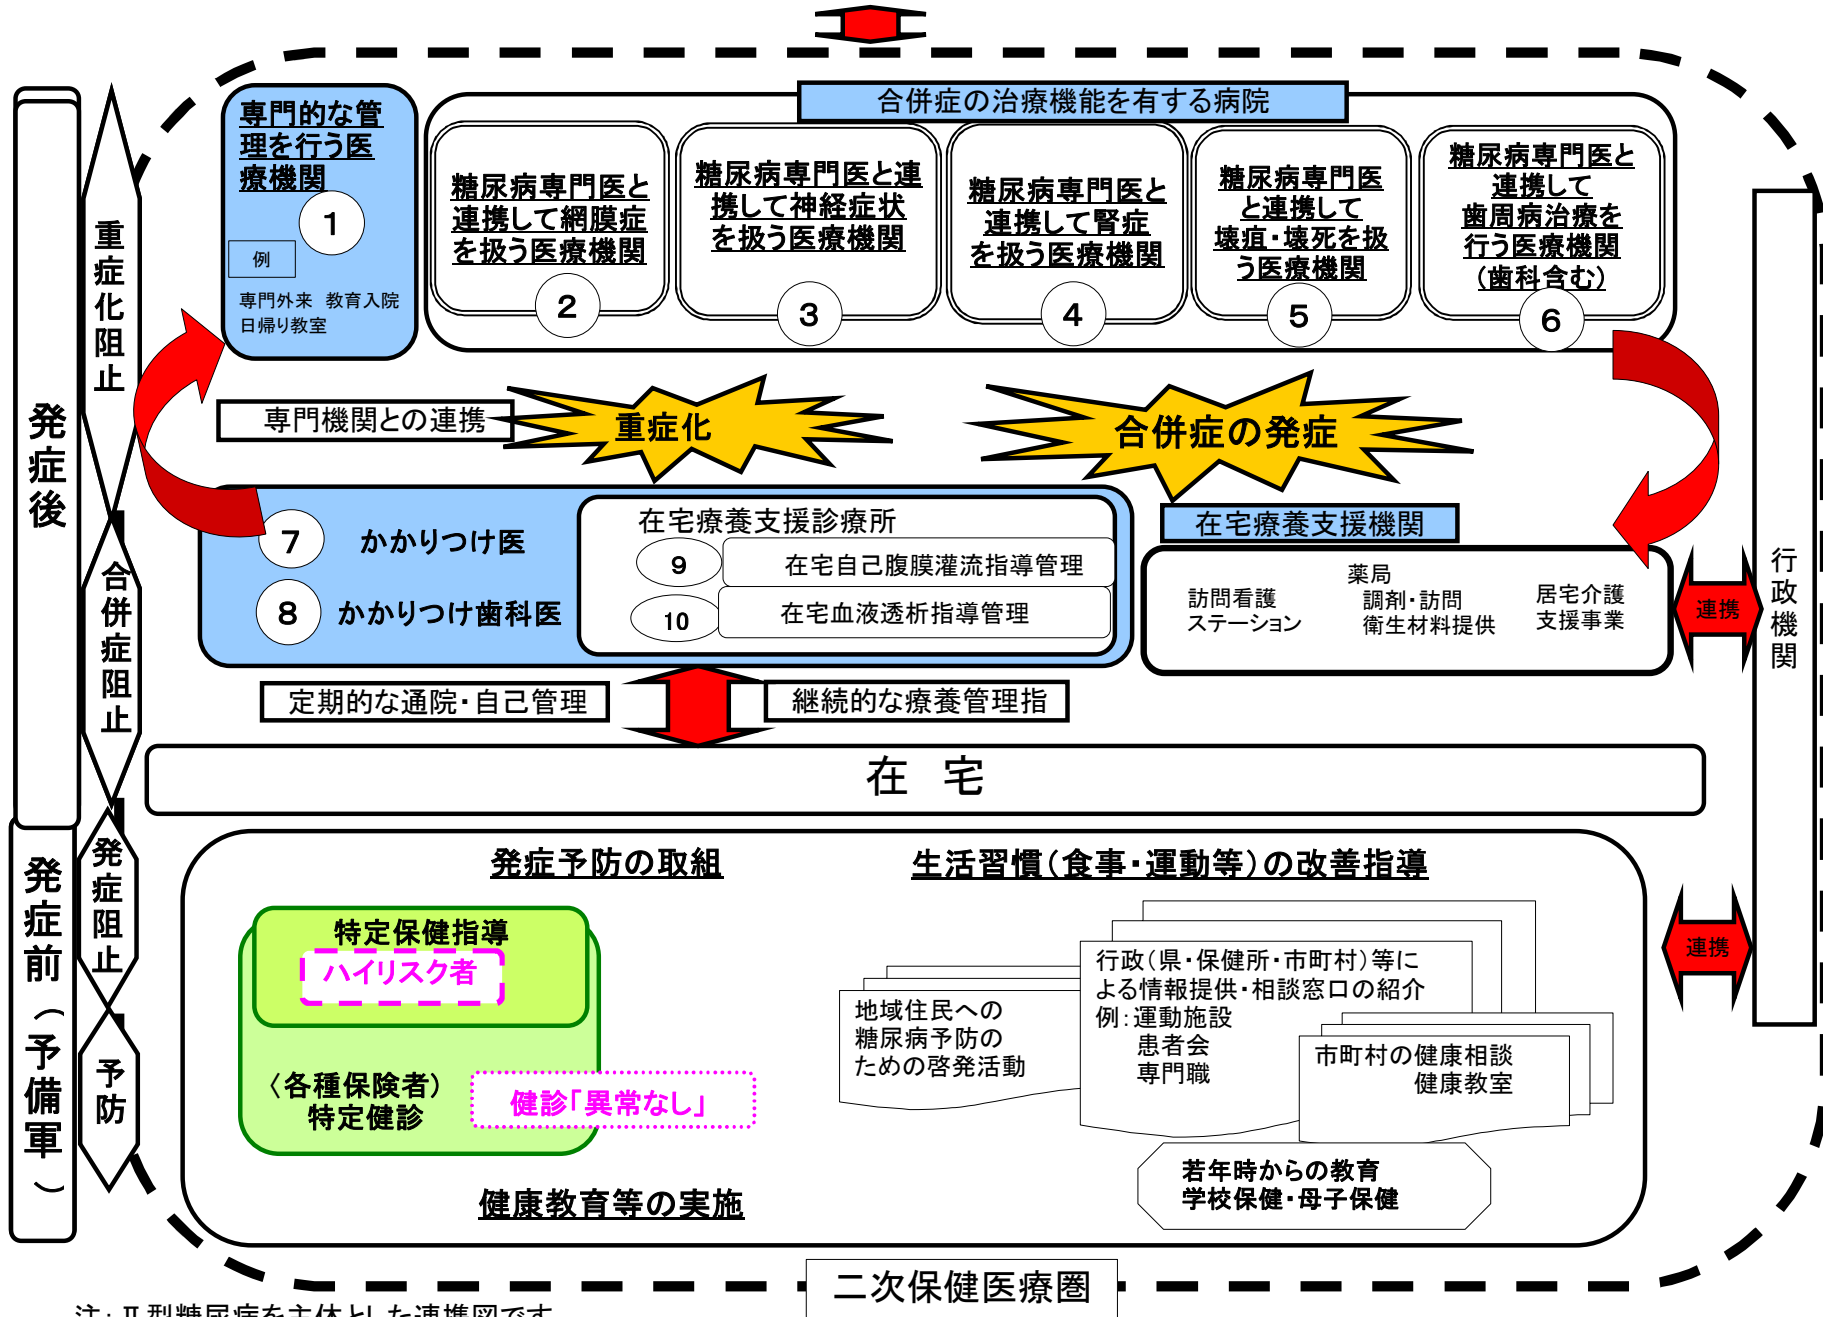 合併症の治療機能を有する病院
専門的な管
理を行う医
療機関
1
例
専門外来 教育入院
日帰り教室
糖尿病専門医と
連携して網膜症
を扱う医療機関
2
糖尿病専門医と連
携して神経症状
を扱う医療機関
3
糖尿病専門医と
連携して腎症
を扱う医療機関
4
糖尿病専門医
と連携して
壊疽・壊死を扱
う医療機関
5
糖尿病専門医と
連携して
歯周病治療を
行う医療機関
(歯科含む)
6
発症後
重症化阻止
合併症阻止
専門機関との連携
重症化
合併症の発症
7 かかりつけ医
8 かかりつけ歯科医
在宅療養支援診療所
9 在宅自己腹膜灌流指導管理
10 在宅血液透析指導管理
在宅療養支援機関
訪問看護
ステーション
薬局
調剤・訪問
衛生材料提供
居宅介護
支援事業
連携
行政機関
定期的な通院・自己管理
継続的な療養管理指
在 宅
発症前(予備軍)
発症阻止
予防
発症予防の取組
生活習慣(食事・運動等)の改善指導
特定保健指導
ハイリスク者
〈各種保険者〉
特定健診
健診「異常なし」
地域住民への
糖尿病予防の
ための啓発活動
行政(県・保健所・市町村)等に
よる情報提供・相談窓口の紹介
例:運動施設
患者会
専門職
市町村の健康相談
健康教室
連携
若年時からの教育
学校保健・母子保健
健康教育等の実施
二次保健医療圏
注:Ⅱ型糖尿病を主体とした連携図です